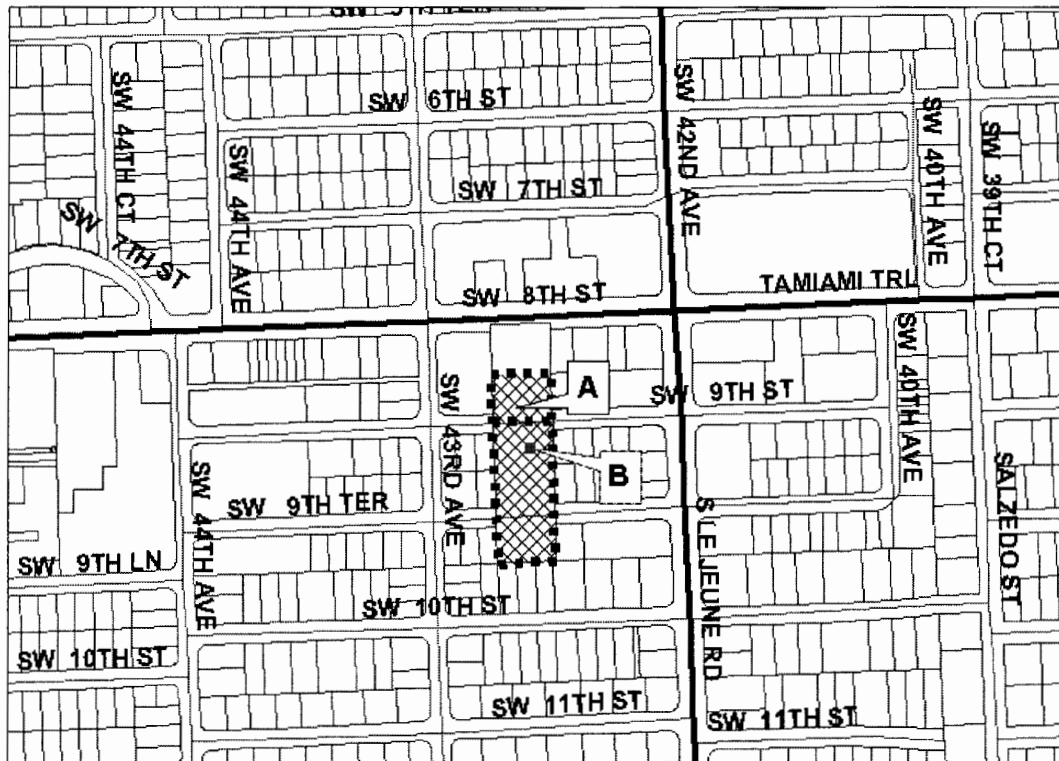 SW 6TH ST
SW 44TH CT
SW 42ND AVE
SW 40TH AVE
SW 39TH CT
SW 44TH AVE
SW 7TH ST
SW 7TH ST
SW 8TH ST
TAMIAMI TRL
A
SW 9TH ST
SW 40TH AVE
SW 43RD AVE
B
SW 9TH TER
SW 44TH AVE
S LE JEUNE RD
SALZEDO ST
SW 9TH LN
SW 10TH ST
SW 10TH ST
SW 11TH ST
SW 11TH ST